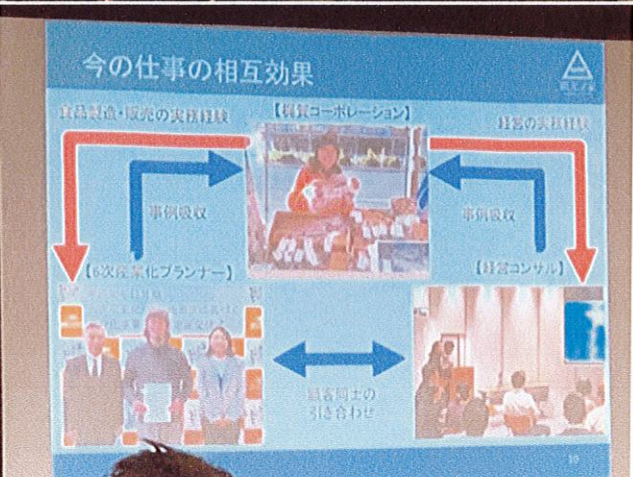 今の仕事の相互効果
食品製造・販売の実務経験
【梶賀コーポレーション】
経営の実務経験
事例吸収
事例吸収
【6次産業化プランナー】
【経営コンサル】
顧客同士の
引き合わせ
10